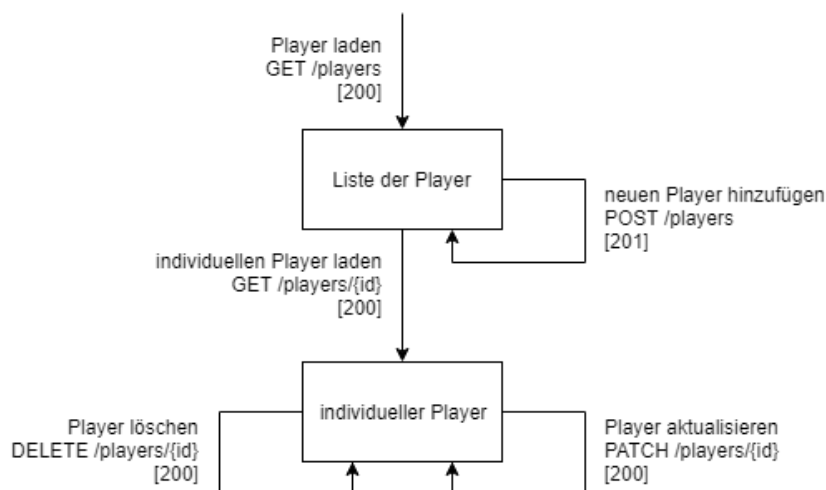 Player laden
GET /players
[200]
Liste der Player
neuen Player hinzufügen
POST /players
[201]
individuellen Player laden
GET /players/{id}
[200]
individueller Player
Player löschen
DELETE /players/{id}
[200]
Player aktualisieren
PATCH /players/{id}
[200]